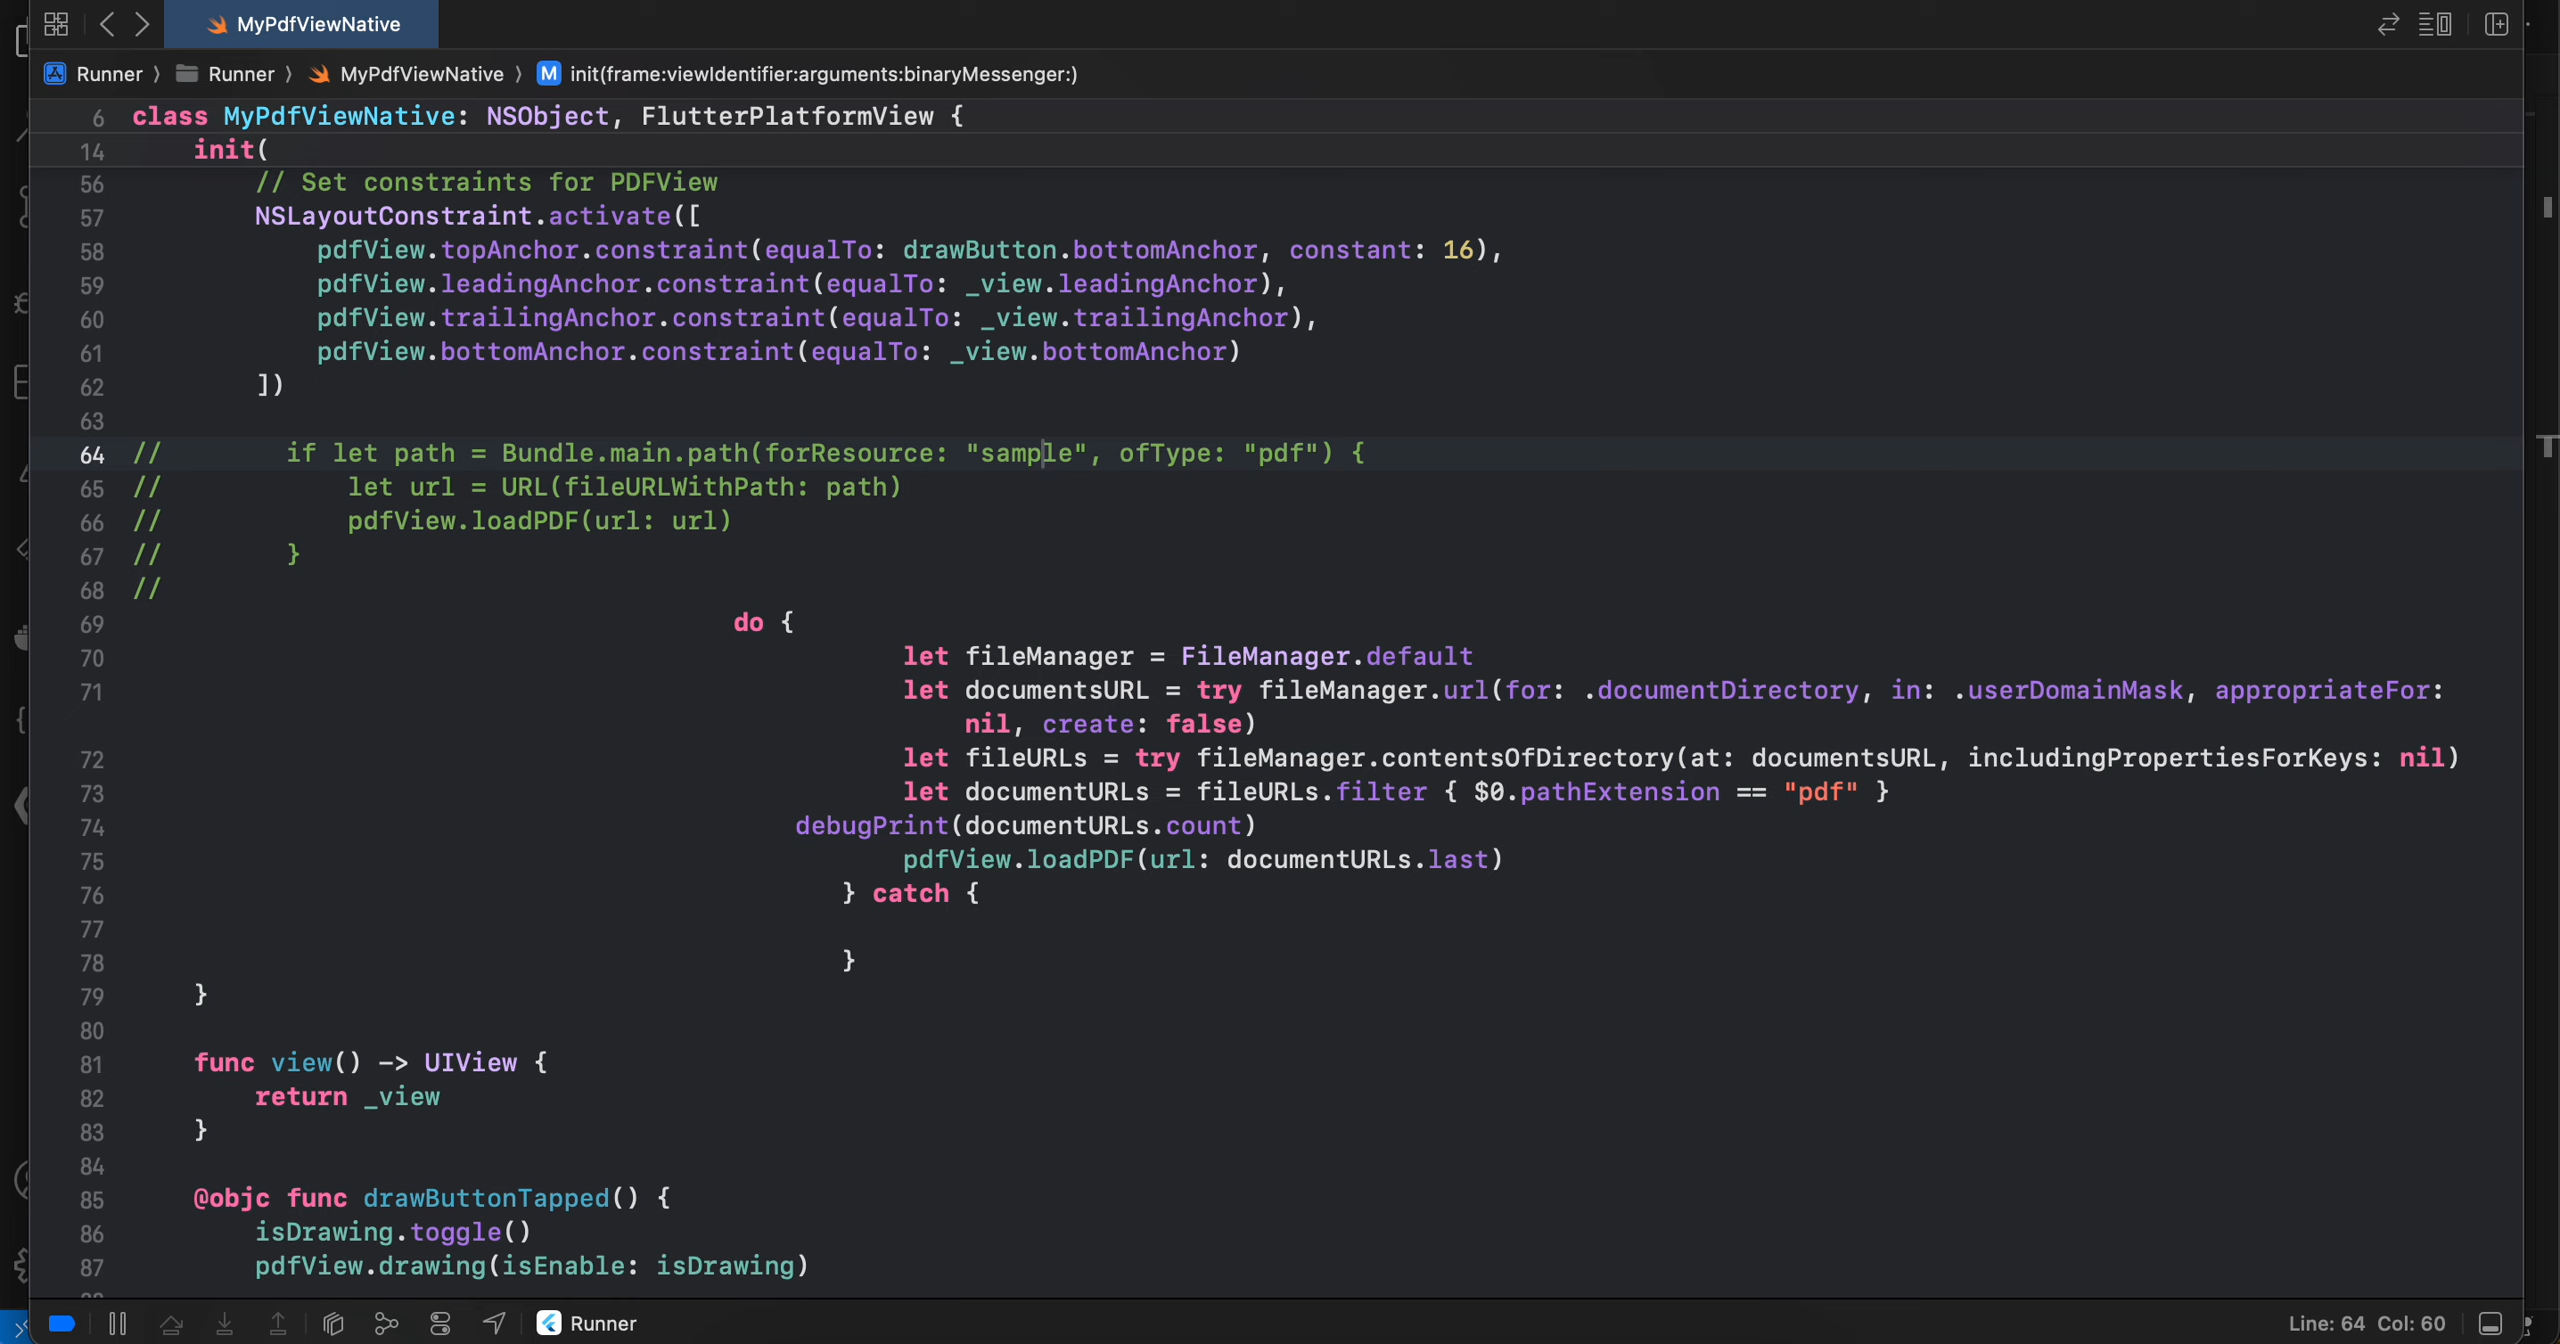 MyPdfViewNative
Runner 〉 Runner 〉 MyPdfViewNative 〉 M init(frame:viewIdentifier:arguments:binaryMessenger:)
6 class MyPdfViewNative: NSObject, FlutterPlatformView {
14     init(
56         // Set constraints for PDFView
57         NSLayoutConstraint.activate([
58             pdfView.topAnchor.constraint(equalTo: drawButton.bottomAnchor, constant: 16),
59             pdfView.leadingAnchor.constraint(equalTo: _view.leadingAnchor),
60             pdfView.trailingAnchor.constraint(equalTo: _view.trailingAnchor),
61             pdfView.bottomAnchor.constraint(equalTo: _view.bottomAnchor)
62         ])
63
64 //        if let path = Bundle.main.path(forResource: "sample", ofType: "pdf") {
65 //            let url = URL(fileURLWithPath: path)
66 //            pdfView.loadPDF(url: url)
67 //        }
68 //
69                                        do {
70                                                   let fileManager = FileManager.default
71                                                   let documentsURL = try fileManager.url(for: .documentDirectory, in: .userDomainMask, appropriateFor:
                                                       nil, create: false)
72                                                   let fileURLs = try fileManager.contentsOfDirectory(at: documentsURL, includingPropertiesForKeys: nil)
73                                                   let documentURLs = fileURLs.filter { $0.pathExtension == "pdf" }
74                                            debugPrint(documentURLs.count)
75                                                   pdfView.loadPDF(url: documentURLs.last)
76                                               } catch {
77
78                                               }
79     }
80
81     func view() -> UIView {
82         return _view
83     }
84
85     @objc func drawButtonTapped() {
86         isDrawing.toggle()
87         pdfView.drawing(isEnable: isDrawing)
Runner
Line: 64 Col: 60